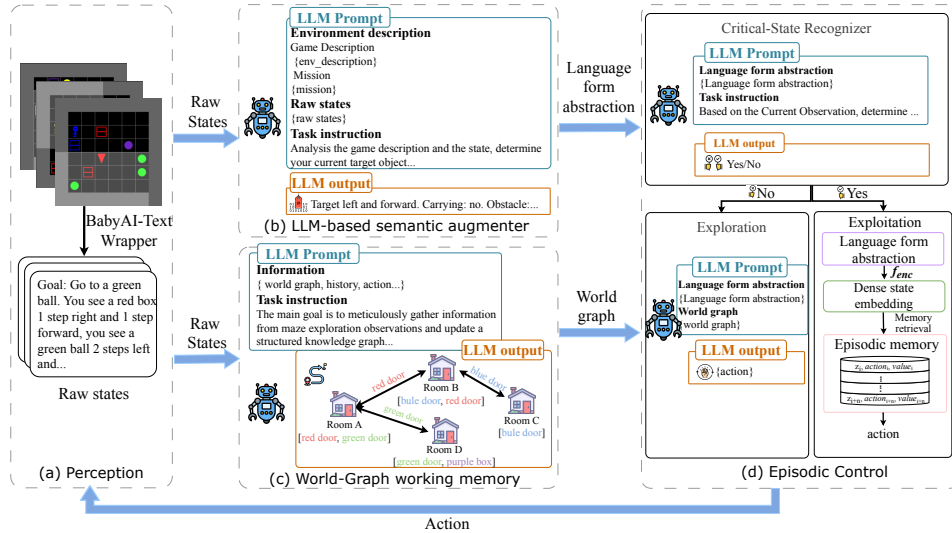 BabyAI-Text
Wrapper
Goal: Go to a green
ball. You see a red box
1 step right and 1 step
forward, you see a
green ball 2 steps left
and...
Raw states
(a) Perception
Raw
States
Raw
States
LLM Prompt
Environment description
Game Description
{env_description}
Mission
{mission}
Raw states
{raw states}
Task instruction
Analysis the game description and the state, determine
your current target object...
LLM output
Target left and forward. Carrying: no. Obstacle:...
(b) LLM-based semantic augmenter
LLM Prompt
Information
{ world graph, history, action...}
Task instruction
The main goal is to meticulously gather information
from maze exploration observations and update a
structured knowledge graph...
LLM output
red door
Room B
blue door
[bule door, red door]
Room A
green door
Room C
[red door, green door]
[bule door]
Room D
[green door, purple box]
(c) World-Graph working memory
Language
form
abstraction
World
graph
Critical-State Recognizer
LLM Prompt
Language form abstraction
{Language form abstraction}
Task instruction
Based on the Current Observation, determine ...
LLM output
Yes/No
No
Yes
Exploration
LLM Prompt
Language form abstraction
{Language form abstraction}
World graph
{world graph}
LLM output
{action}
Exploitation
Language form
abstraction
f_enc
Dense state
embedding
Memory
retrieval
Episodic memory
z_i, action_i, value_i
z_i+n, action_i+n, value_i+n
action
(d) Episodic Control
Action